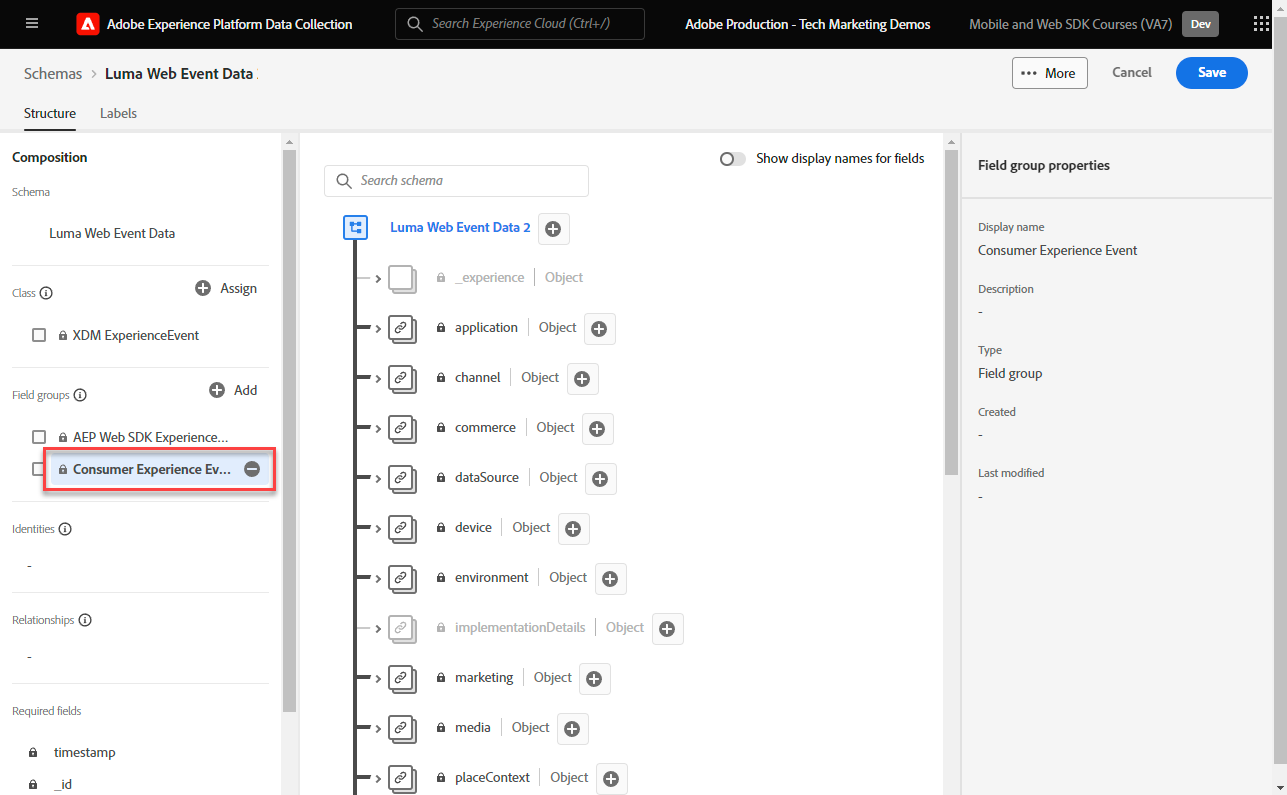 Adobe Experience Platform Data Collection
Search Experience Cloud (Ctrl+/)
Adobe Production - Tech Marketing Demos
Mobile and Web SDK Courses (VA7)
Dev
Schemas > Luma Web Event Data
More
Cancel
Save
Structure
Labels
Composition
Schema
Luma Web Event Data
Class
Assign
XDM ExperienceEvent
Field groups
Add
AEP Web SDK Experience...
Consumer Experience Ev...
Identities
-
Relationships
-
Required fields
timestamp
_id
Show display names for fields
Search schema
Luma Web Event Data 2
_experience | Object
application | Object
channel | Object
commerce | Object
dataSource | Object
device | Object
environment | Object
implementationDetails | Object
marketing | Object
media | Object
placeContext | Object
Field group properties
Display name
Consumer Experience Event
Description
-
Type
Field group
Created
-
Last modified
-